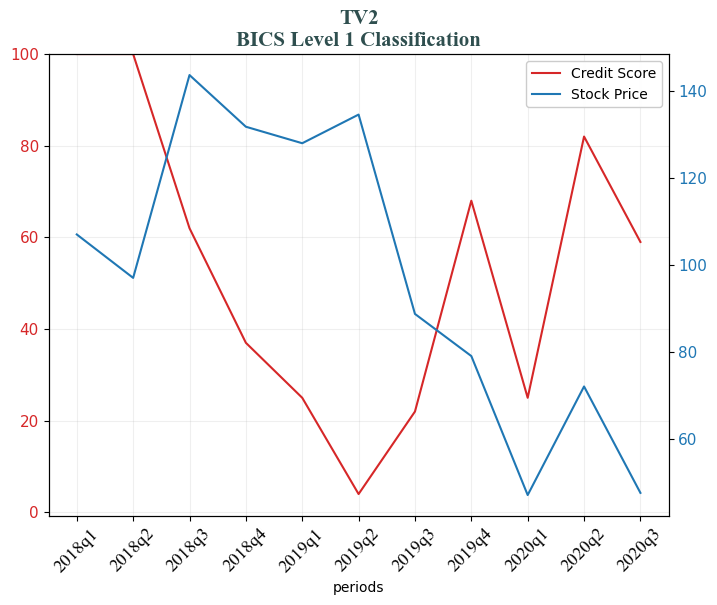 TV2
BICS Level 1 Classification
Credit Score
Stock Price
100
80
60
40
20
0
140
120
100
80
60
2018q1
2018q2
2018q3
2018q4
2019q1
2019q2
2019q3
2019q4
2020q1
2020q2
2020q3
periods